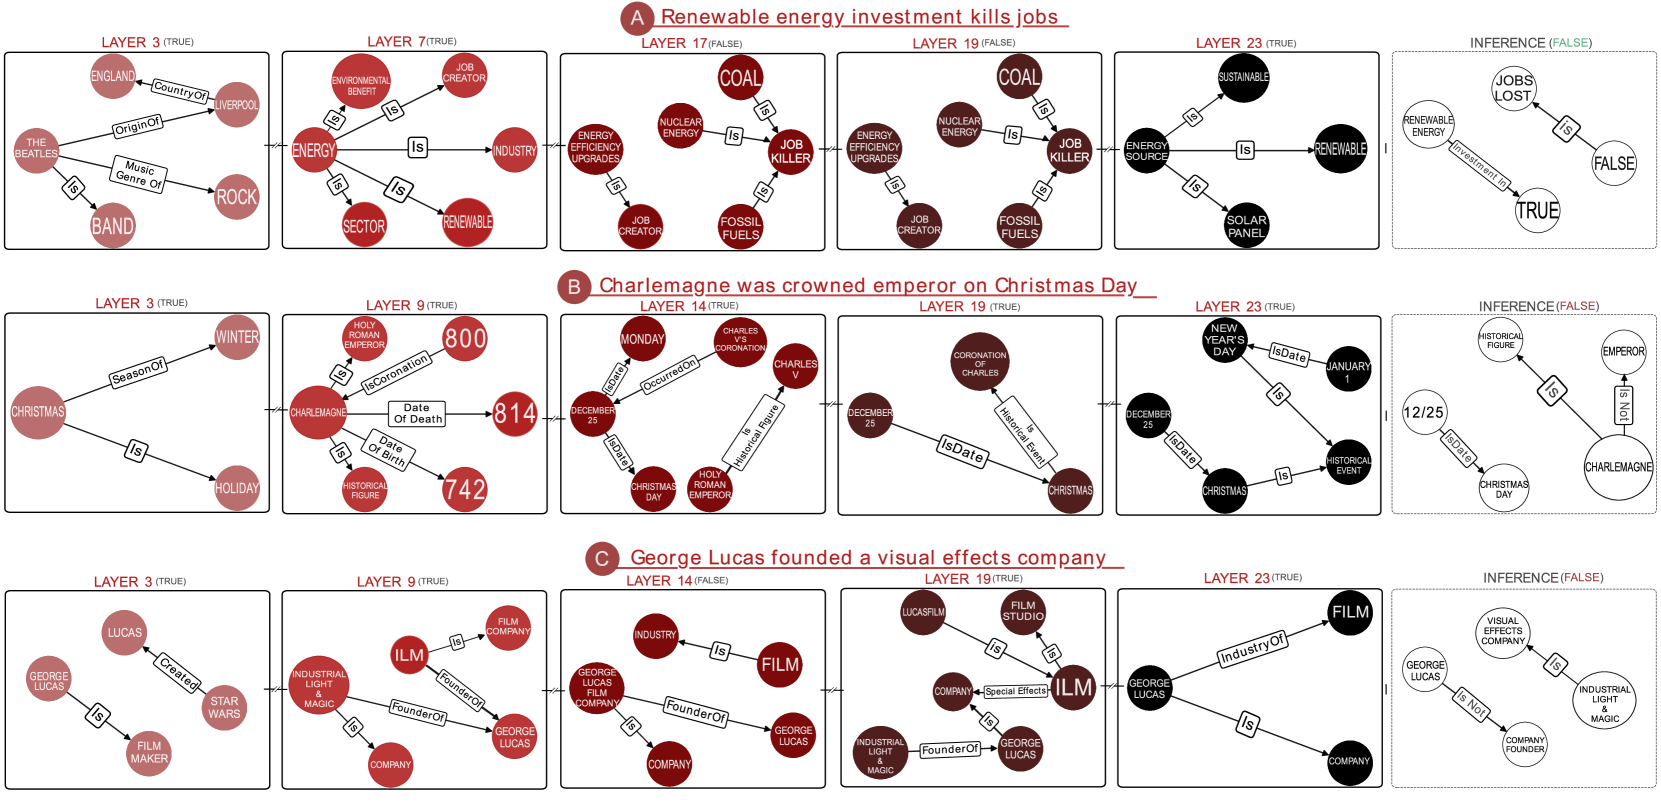 A Renewable energy investment kills jobs
LAYER 3 (TRUE)
ENGLAND
CountryOf
LIVERPOOL
OriginOf
THE
BEATLES
Music
Genre Of
Is
ROCK
BAND
LAYER 7 (TRUE)
ENVIRONMENTAL
BENEFIT
JOB
CREATOR
Is
Is
ENERGY
Is
INDUSTRY
Is
Is
SECTOR
RENEWABLE
LAYER 17 (FALSE)
COAL
Is
NUCLEAR
ENERGY
Is
ENERGY
EFFICIENCY
UPGRADES
JOB
KILLER
Is
Is
JOB
CREATOR
FOSSIL
FUELS
LAYER 19 (FALSE)
COAL
Is
NUCLEAR
ENERGY
Is
ENERGY
EFFICIENCY
UPGRADES
JOB
KILLER
Is
Is
JOB
CREATOR
FOSSIL
FUELS
LAYER 23 (TRUE)
SUSTAINABLE
Is
ENERGY
SOURCE
Is
RENEWABLE
Is
SOLAR
PANEL
INFERENCE (FALSE)
JOBS
LOST
RENEWABLE
ENERGY
is
Investment In
FALSE
TRUE
B Charlemagne was crowned emperor on Christmas Day
LAYER 3 (TRUE)
WINTER
SeasonOf
CHRISTMAS
Is
HOLIDAY
LAYER 9 (TRUE)
HOLY
ROMAN
EMPEROR
800
Is
IsCoronation
CHARLEMAGNE
Date
Of Death
814
Date
Of Birth
Is
HISTORICAL
FIGURE
742
LAYER 14 (TRUE)
MONDAY
CHARLES
V'S
CORONATION
IsDate
OccurredOn
CHARLES
V
DECEMBER
25
Is
Historical Figure
IsDate
CHRISTMAS
DAY
HOLY
ROMAN
EMPEROR
LAYER 19 (TRUE)
CORONATION
OF
CHARLES
DECEMBER
25
Is
Historical Event
IsDate
CHRISTMAS
LAYER 23 (TRUE)
NEW
YEAR'S
DAY
IsDate
JANUARY
1
Is
DECEMBER
25
IsDate
HISTORICAL
EVENT
Is
CHRISTMAS
INFERENCE (FALSE)
HISTORICAL
FIGURE
EMPEROR
Is
Is Not
12/25
IsDate
CHARLEMAGNE
CHRISTMAS
DAY
C George Lucas founded a visual effects company
LAYER 3 (TRUE)
LUCAS
Created
GEORGE
LUCAS
STAR
WARS
Is
FILM
MAKER
LAYER 9 (TRUE)
FILM
COMPANY
Is
ILM
INDUSTRIAL
LIGHT
&
MAGIC
FounderOf
FounderOf
GEORGE
LUCAS
Is
COMPANY
LAYER 14 (FALSE)
INDUSTRY
Is
FILM
GEORGE
LUCAS
FILM
COMPANY
FounderOf
Is
GEORGE
LUCAS
COMPANY
LAYER 19 (TRUE)
LUCASFILM
FILM
STUDIO
Is
Is
COMPANY
Special Effects
ILM
Is
INDUSTRIAL
LIGHT
&
MAGIC
FounderOf
GEORGE
LUCAS
LAYER 23 (TRUE)
FILM
IndustryOf
GEORGE
LUCAS
Is
COMPANY
INFERENCE (FALSE)
VISUAL
EFFECTS
COMPANY
GEORGE
LUCAS
Is
Is Not
INDUSTRIAL
LIGHT
&
MAGIC
COMPANY
FOUNDER